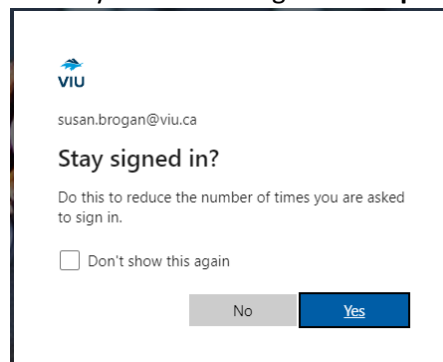 VIU
susan.brogan@viu.ca
Stay signed in?
Do this to reduce the number of times you are asked
to sign in.
Don't show this again
No
Yes